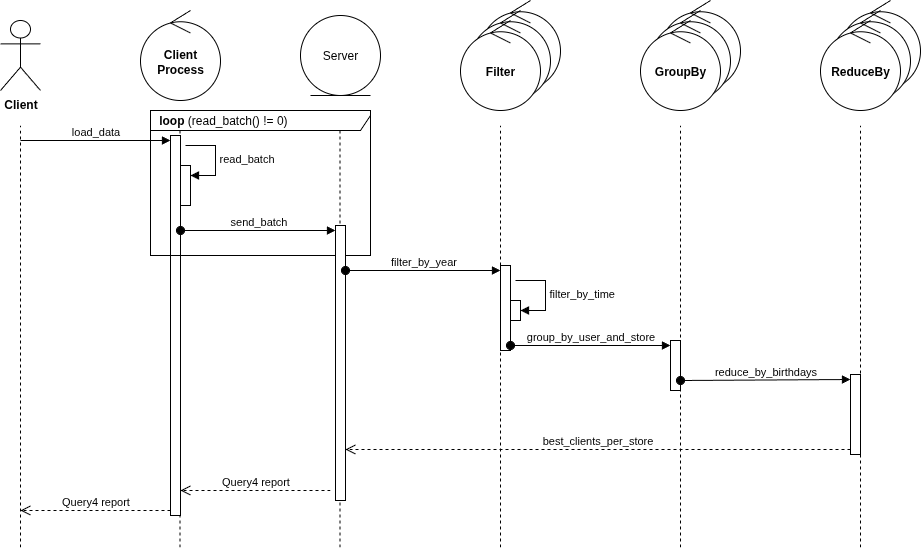 Client
Client
Process
Server
Filter
GroupBy
ReduceBy
loop (read_batch() != 0)
load_data
read_batch
send_batch
filter_by_year
filter_by_time
group_by_user_and_store
reduce_by_birthdays
best_clients_per_store
Query4 report
Query4 report